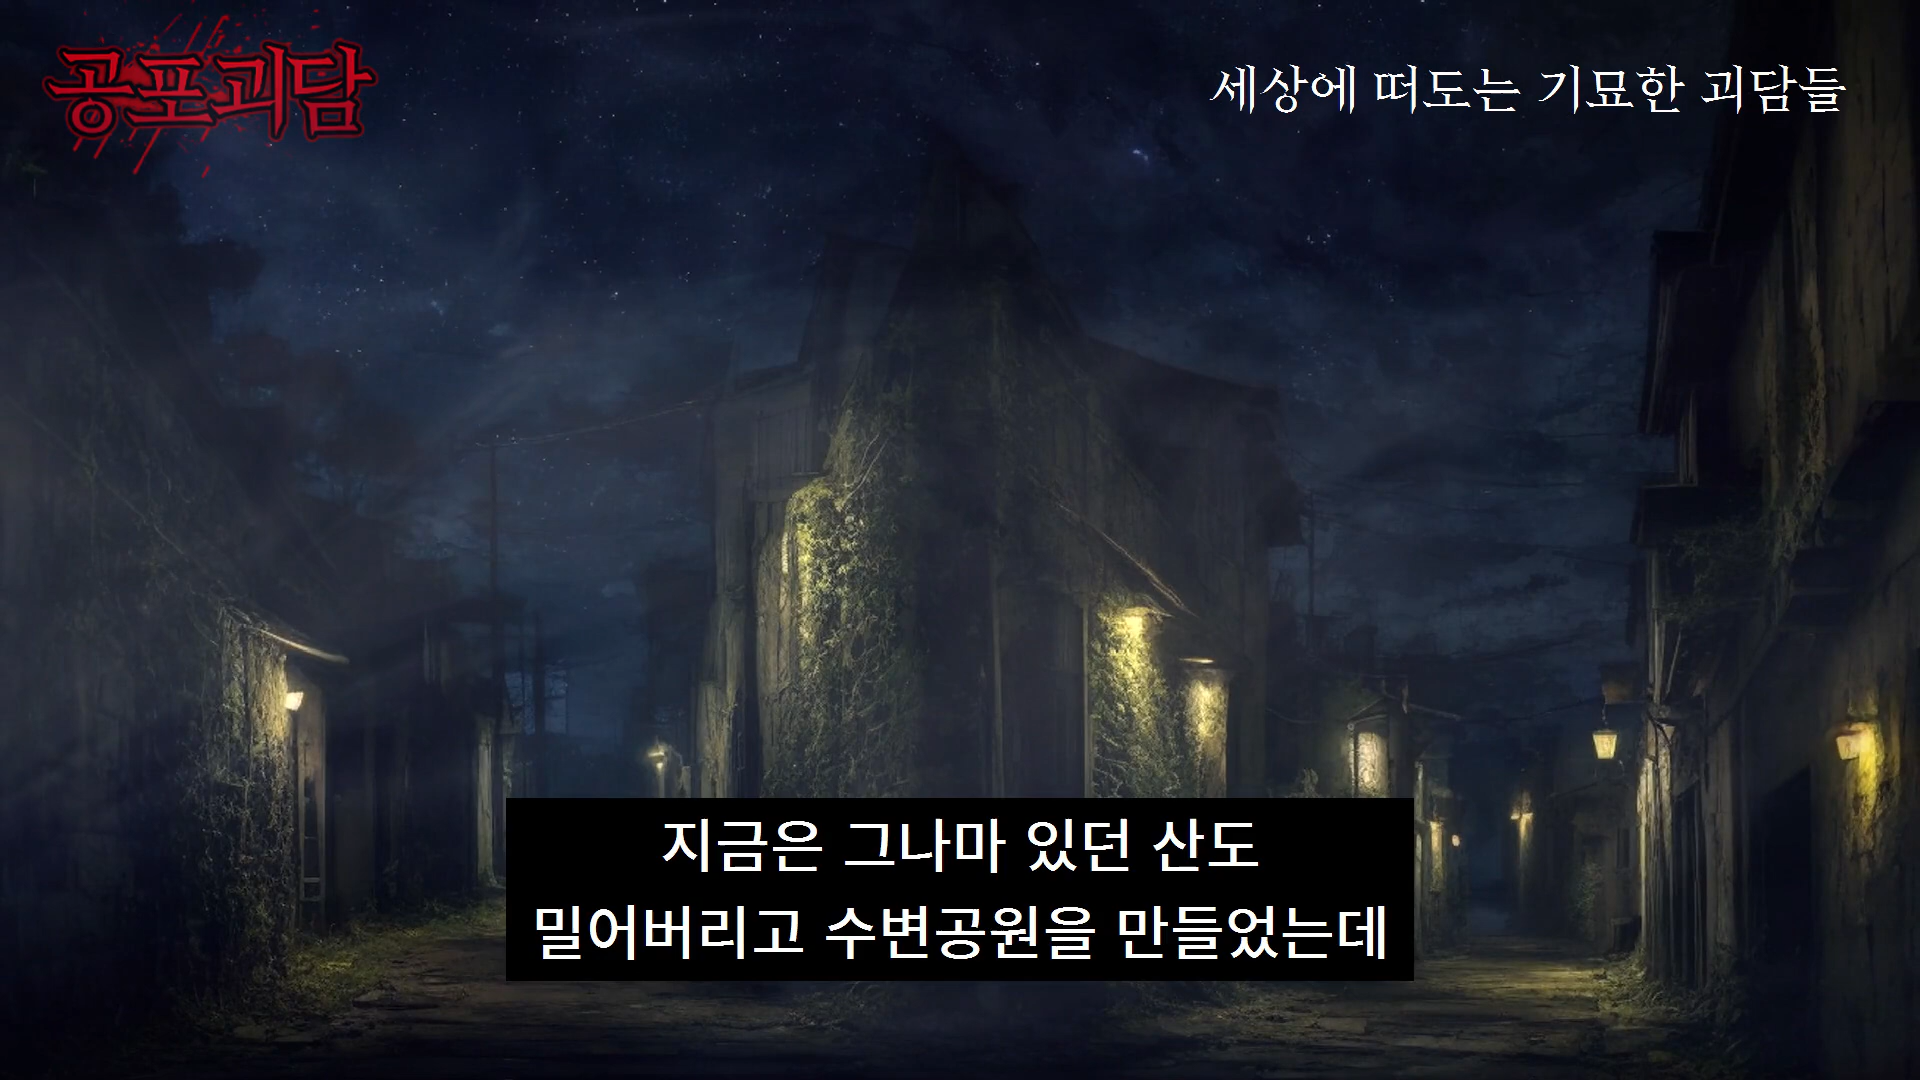 공포괴담
세상에 떠도는 기묘한 괴담들
지금은 그나마 있던 산도
밀어버리고 수변공원을 만들었는데